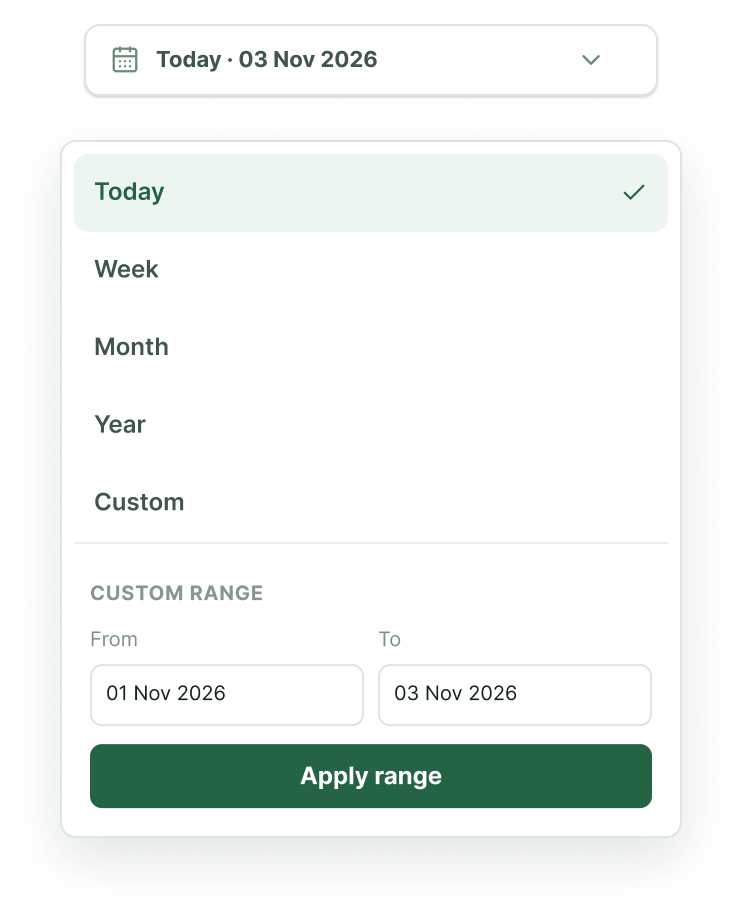 Today · 03 Nov 2026
Today
Week
Month
Year
Custom
CUSTOM RANGE
From To
01 Nov 2026 03 Nov 2026
Apply range